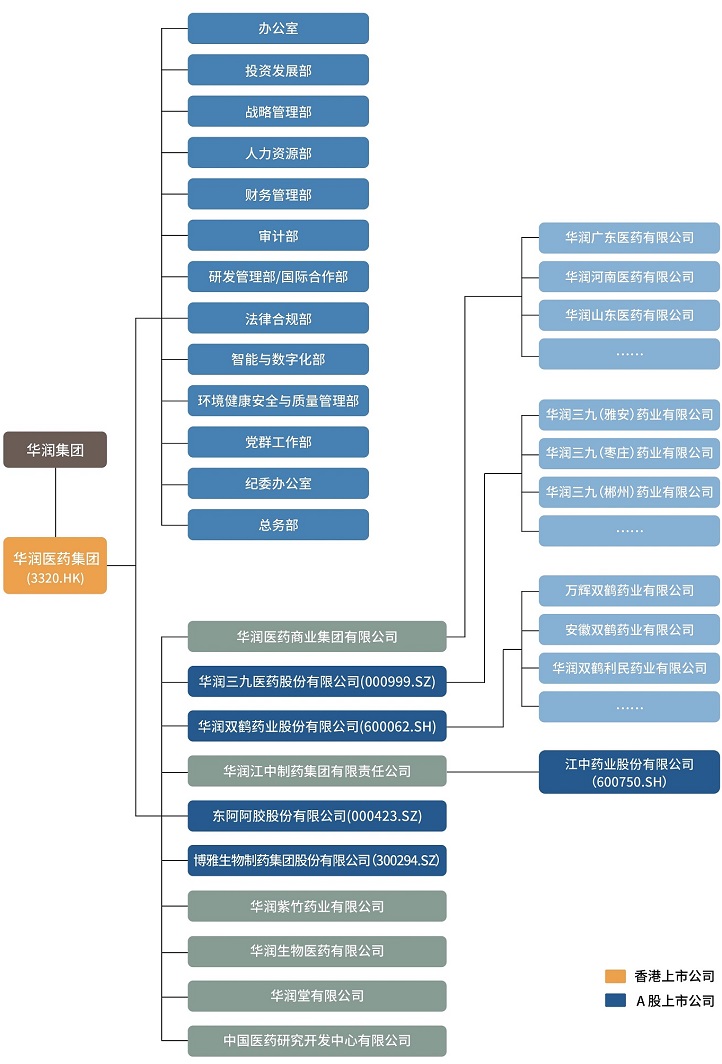 办公室
投资发展部
战略管理部
人力资源部
财务管理部
审计部
研发管理部/国际合作部
法律合规部
智能与数字化部
环境健康安全与质量管理部
党群工作部
纪委办公室
总务部
华润集团
华润医药集团
(3320.HK)
华润医药商业集团有限公司
华润三九医药股份有限公司(000999.SZ)
华润双鹤药业股份有限公司(600062.SH)
华润江中制药集团有限责任公司
东阿阿胶股份有限公司(000423.SZ)
博雅生物制药集团股份有限公司(300294.SZ)
华润紫竹药业有限公司
华润生物医药有限公司
华润堂有限公司
中国医药研究开发中心有限公司
华润广东医药有限公司
华润河南医药有限公司
华润山东医药有限公司
......
华润三九(雅安)药业有限公司
华润三九(枣庄)药业有限公司
华润三九(郴州)药业有限公司
......
万辉双鹤药业有限公司
安徽双鹤药业有限公司
华润双鹤利民药业有限公司
......
江中药业股份有限公司
(600750.SH)
香港上市公司
A 股上市公司